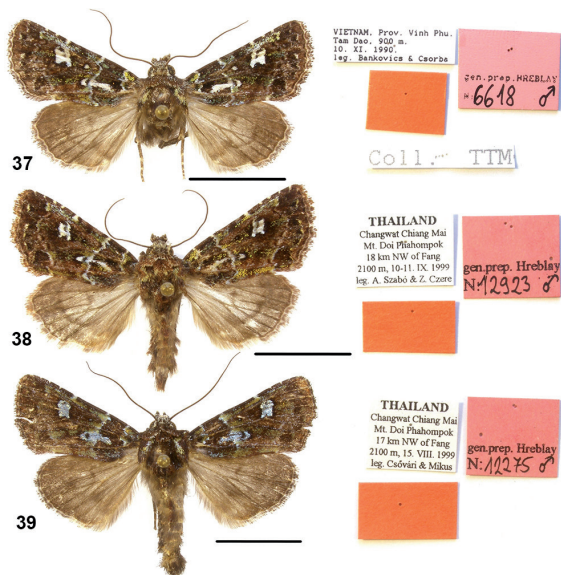 VIETNAM, Prov. Vinh Phu.
Tam Dao, 900 m.
10. XI. 1990.
leg. Bankovics & Csorba
gen.prep.HREBLAY
N: 6618 ♂
Coll. TTM
37
THAILAND
Changwat Chiang Mai
Mt. Doi Phahompok
18 km NW of Fang
2100 m, 10-11. IX. 1999
leg. A. Szabó & Z. Czere
gen.prep. Hreblay
N:12923 ♂
38
THAILAND
Changwat Chiang Mai
Mt. Doi Phahompok
17 km NW of Fang
2100 m, 15. VIII. 1999
leg. Csővári & Mikus
gen.prep. Hreblay
N:12275 ♂
39